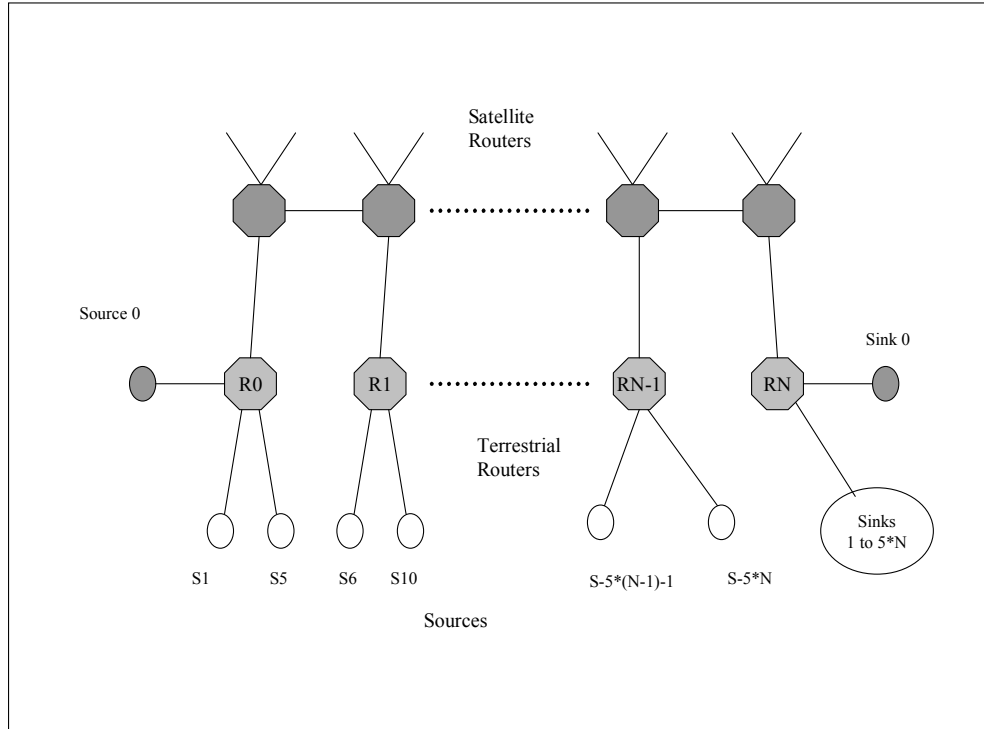 Satellite
Routers
Source 0
Sink 0
R0
R1
RN-1
RN
Terrestrial
Routers
Sinks
1 to 5*N
S1
S5
S6
S10
S-5*(N-1)-1
S-5*N
Sources